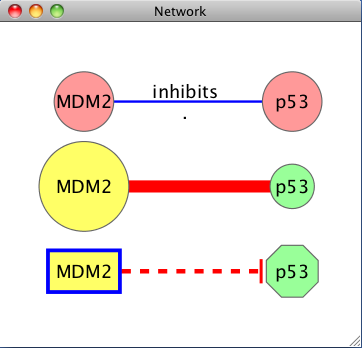 Network
MDM2 inhibits p53
.
MDM2 p53
MDM2 p53